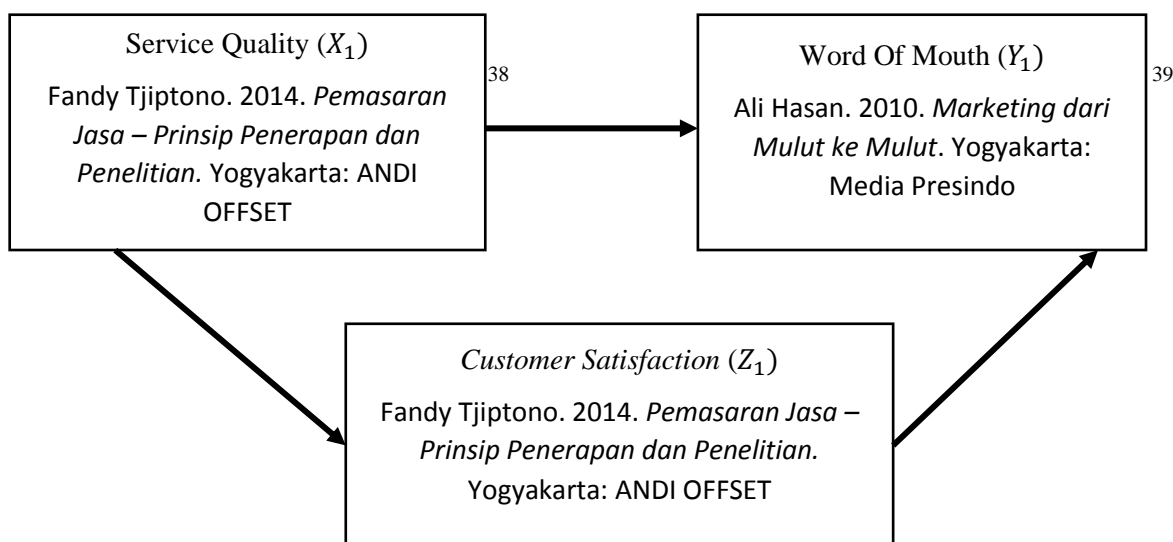 Service Quality (𝑋₁)
Fandy Tjiptono. 2014. Pemasaran
Jasa – Prinsip Penerapan dan
Penelitian. Yogyakarta: ANDI
OFFSET
38
Word Of Mouth (𝑌₁)
Ali Hasan. 2010. Marketing dari
Mulut ke Mulut. Yogyakarta:
Media Presindo
39
Customer Satisfaction (𝑍₁)
Fandy Tjiptono. 2014. Pemasaran Jasa –
Prinsip Penerapan dan Penelitian.
Yogyakarta: ANDI OFFSET